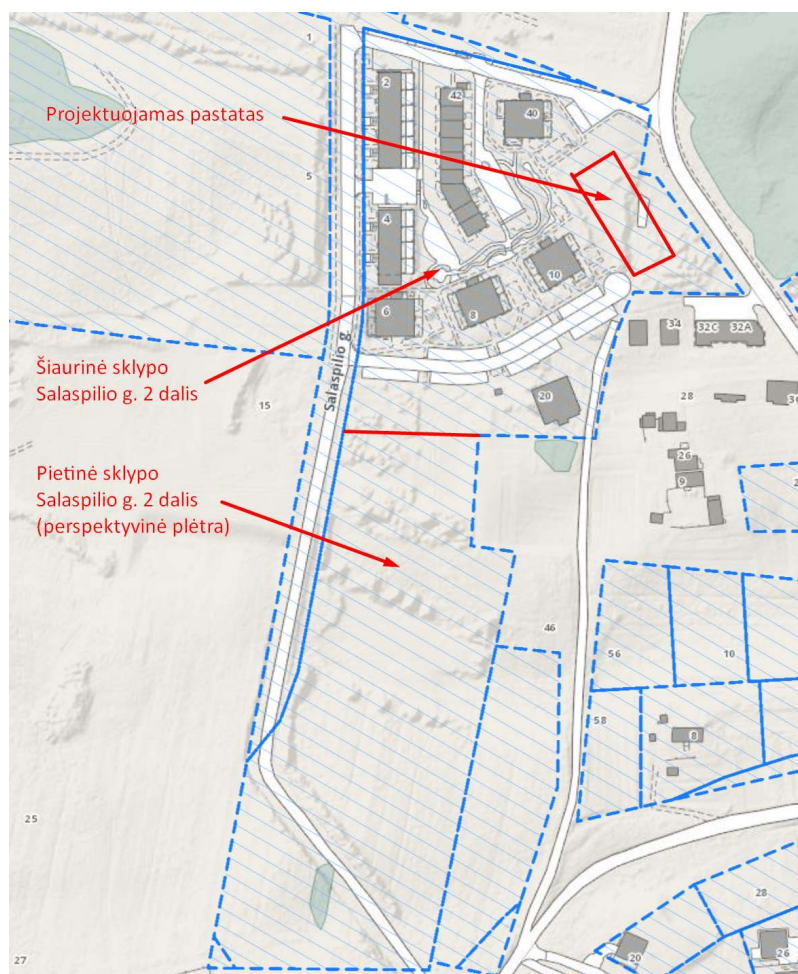 1
2
42
40
Projektuojamas pastatas
5
4
10
6
8
34
32C
32A
Salaspilio g.
Šiaurinė sklypo
Salaspilio g. 2 dalis
15
20
28
26
9
Pietinė sklypo
Salaspilio g. 2 dalis
(perspektyvinė plėtra)
46
56
10
58
8
25
28
27
20
26